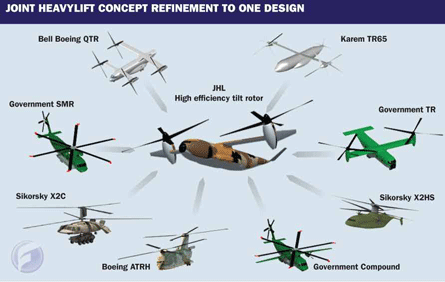 JOINT HEAVYLIFT CONCEPT REFINEMENT TO ONE DESIGN
Bell Boeing QTR
Karem TR65
JHL
High efficiency tilt rotor
Government SMR
Government TR
Sikorsky X2C
Sikorsky X2HS
Boeing ATRH
Government Compound